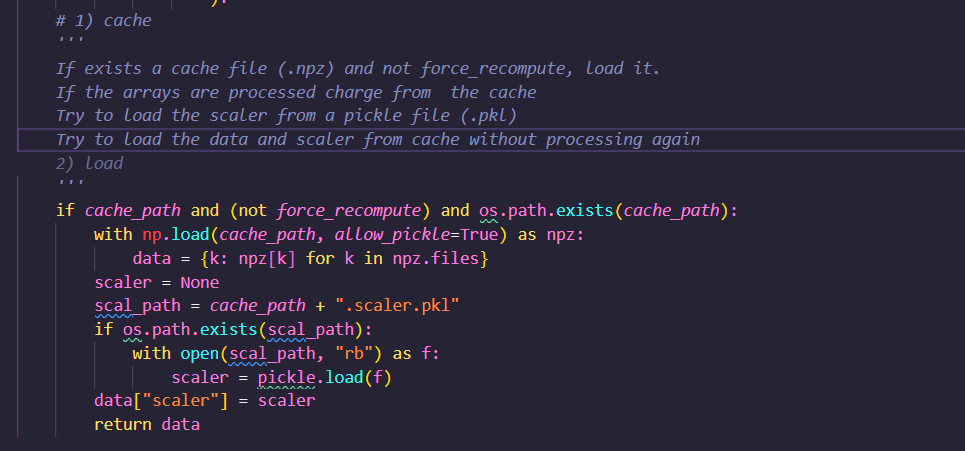 ):
# 1) cache
'''
If exists a cache file (.npz) and not force_recompute, load it.
If the arrays are processed charge from  the cache
Try to load the scaler from a pickle file (.pkl)
Try to load the data and scaler from cache without processing again
2) load
'''
if cache_path and (not force_recompute) and os.path.exists(cache_path):
    with np.load(cache_path, allow_pickle=True) as npz:
        data = {k: npz[k] for k in npz.files}
    scaler = None
    scal_path = cache_path + ".scaler.pkl"
    if os.path.exists(scal_path):
        with open(scal_path, "rb") as f:
            scaler = pickle.load(f)
    data["scaler"] = scaler
    return data